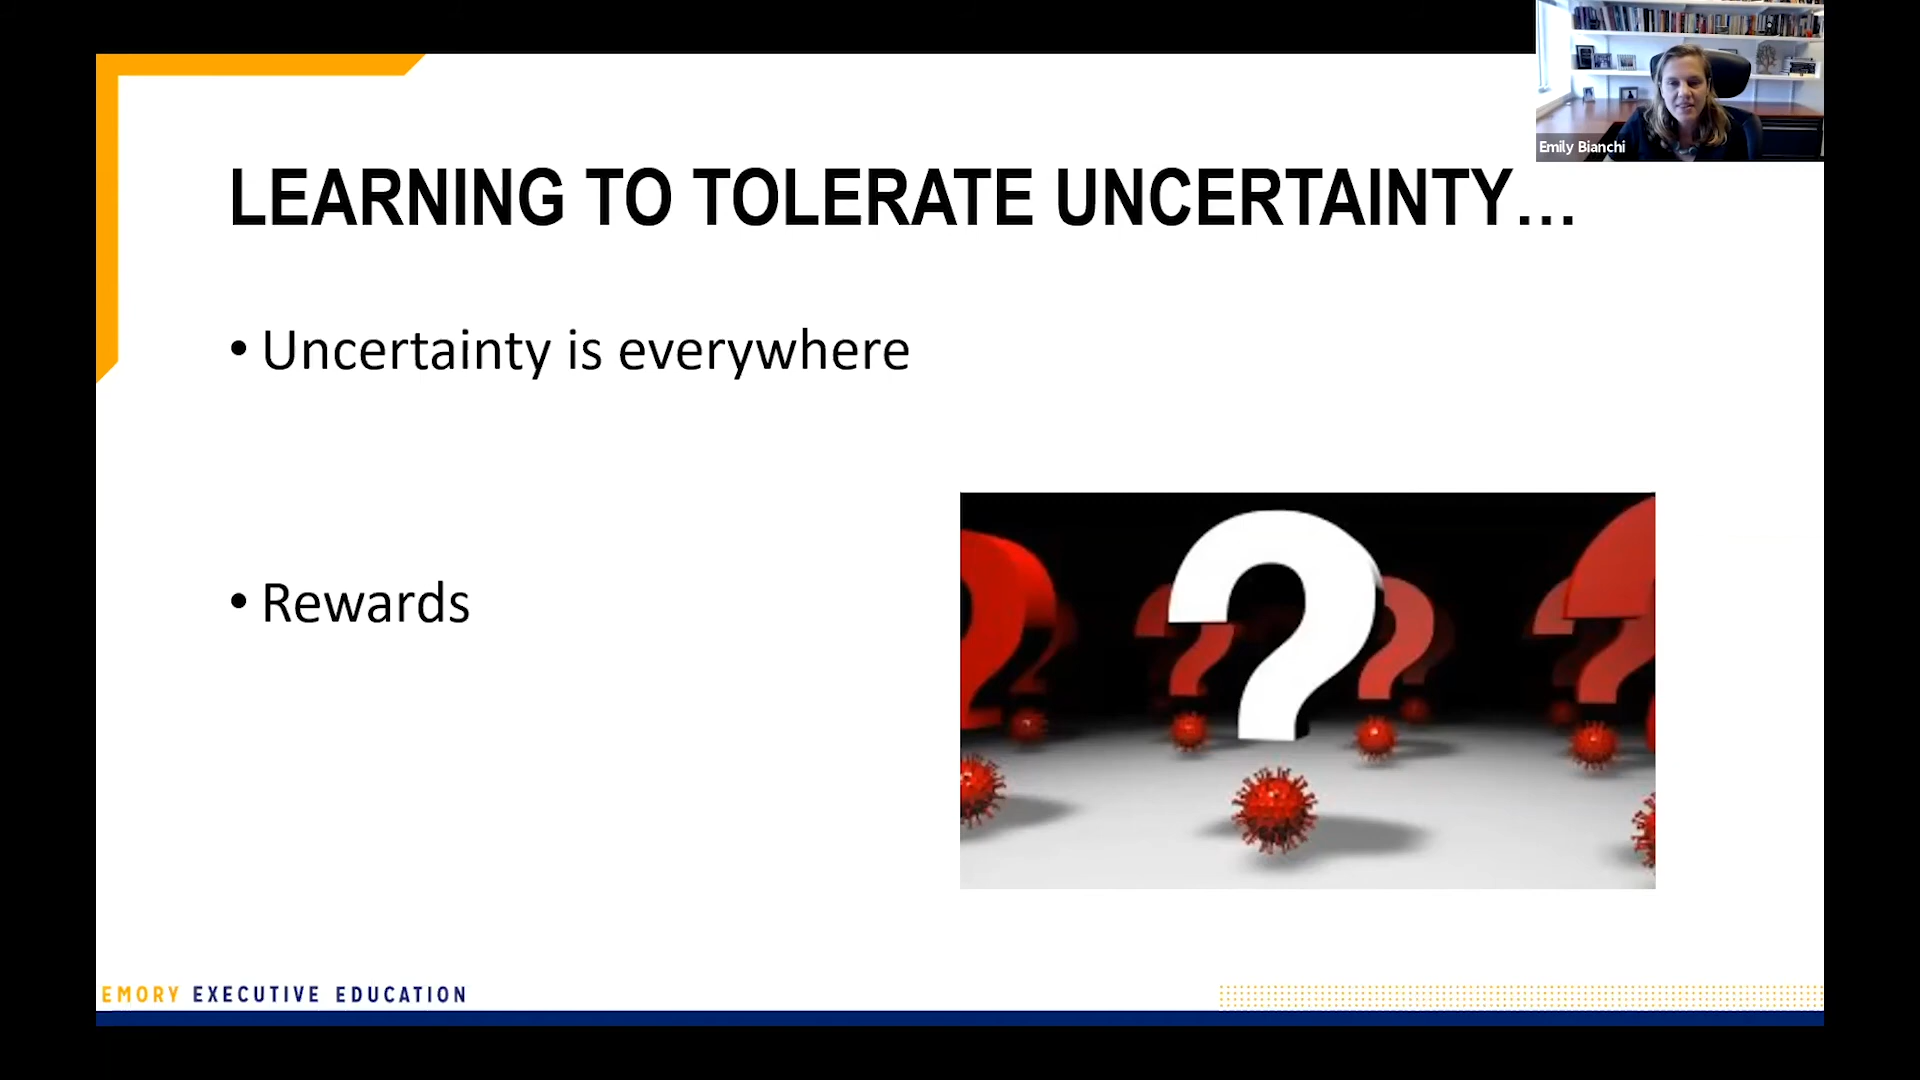 Emily Bianchi
LEARNING TO TOLERATE UNCERTAINTY...
• Uncertainty is everywhere
• Rewards
EMORY EXECUTIVE EDUCATION